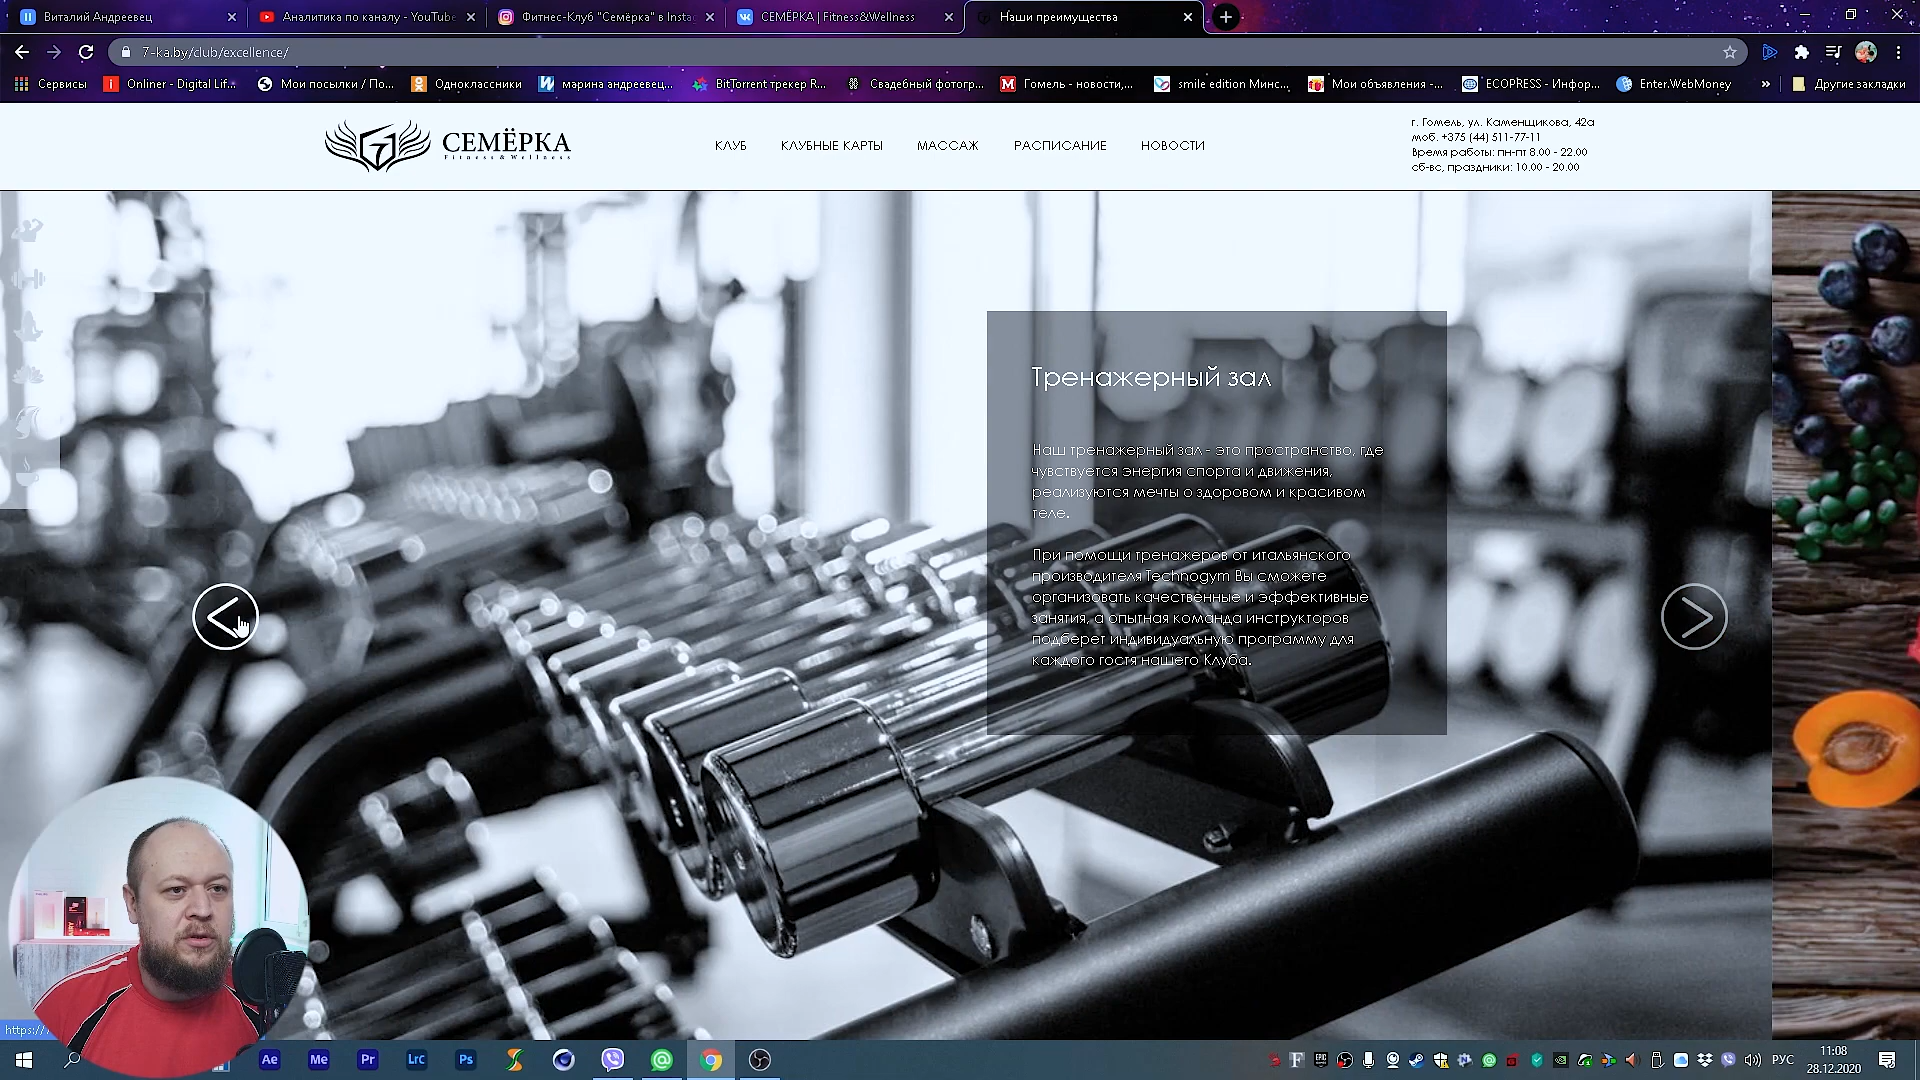 Виталий Андреевец
Аналитика по каналу - YouTube
Фитнес-Клуб "Семёрка" в Insta
СЕМЁРКА | Fitness&Wellness
Наши преимущества
7-ka.by/club/excellence/
Сервисы
Onliner - Digital Lif...
Мои посылки / По...
Одноклассники
марина андреевец...
BitTorrent трекер R...
Свадебный фотогр...
Гомель - новости,...
smile edition Минс...
Мои объявления -...
ECOPRESS - Инфор...
Enter.WebMoney
»
Другие закладки
7
СЕМЁРКА
Fitness&Wellness
КЛУБ
КЛУБНЫЕ КАРТЫ
МАССАЖ
РАСПИСАНИЕ
НОВОСТИ
г. Гомель, ул. Каменщикова, 42а
моб. +375 (44) 511-77-11
Время работы: пн-пт 8.00 - 22.00
сб-вс, праздники: 10.00 - 20.00
Тренажерный зал
Наш тренажерный зал - это пространство, где
чувствуется энергия спорта и движения,
реализуются мечты о здоровом и красивом
теле.
При помощи тренажеров от итальянского
производителя Technogym Вы сможете
организовать качественные и эффективные
занятия, а опытная команда инструкторов
подберет индивидуальную программу для
каждого гостя нашего Клуба.
https://
Ae
Me
Pr
LrC
Ps
РУС
11:08
28.12.2020